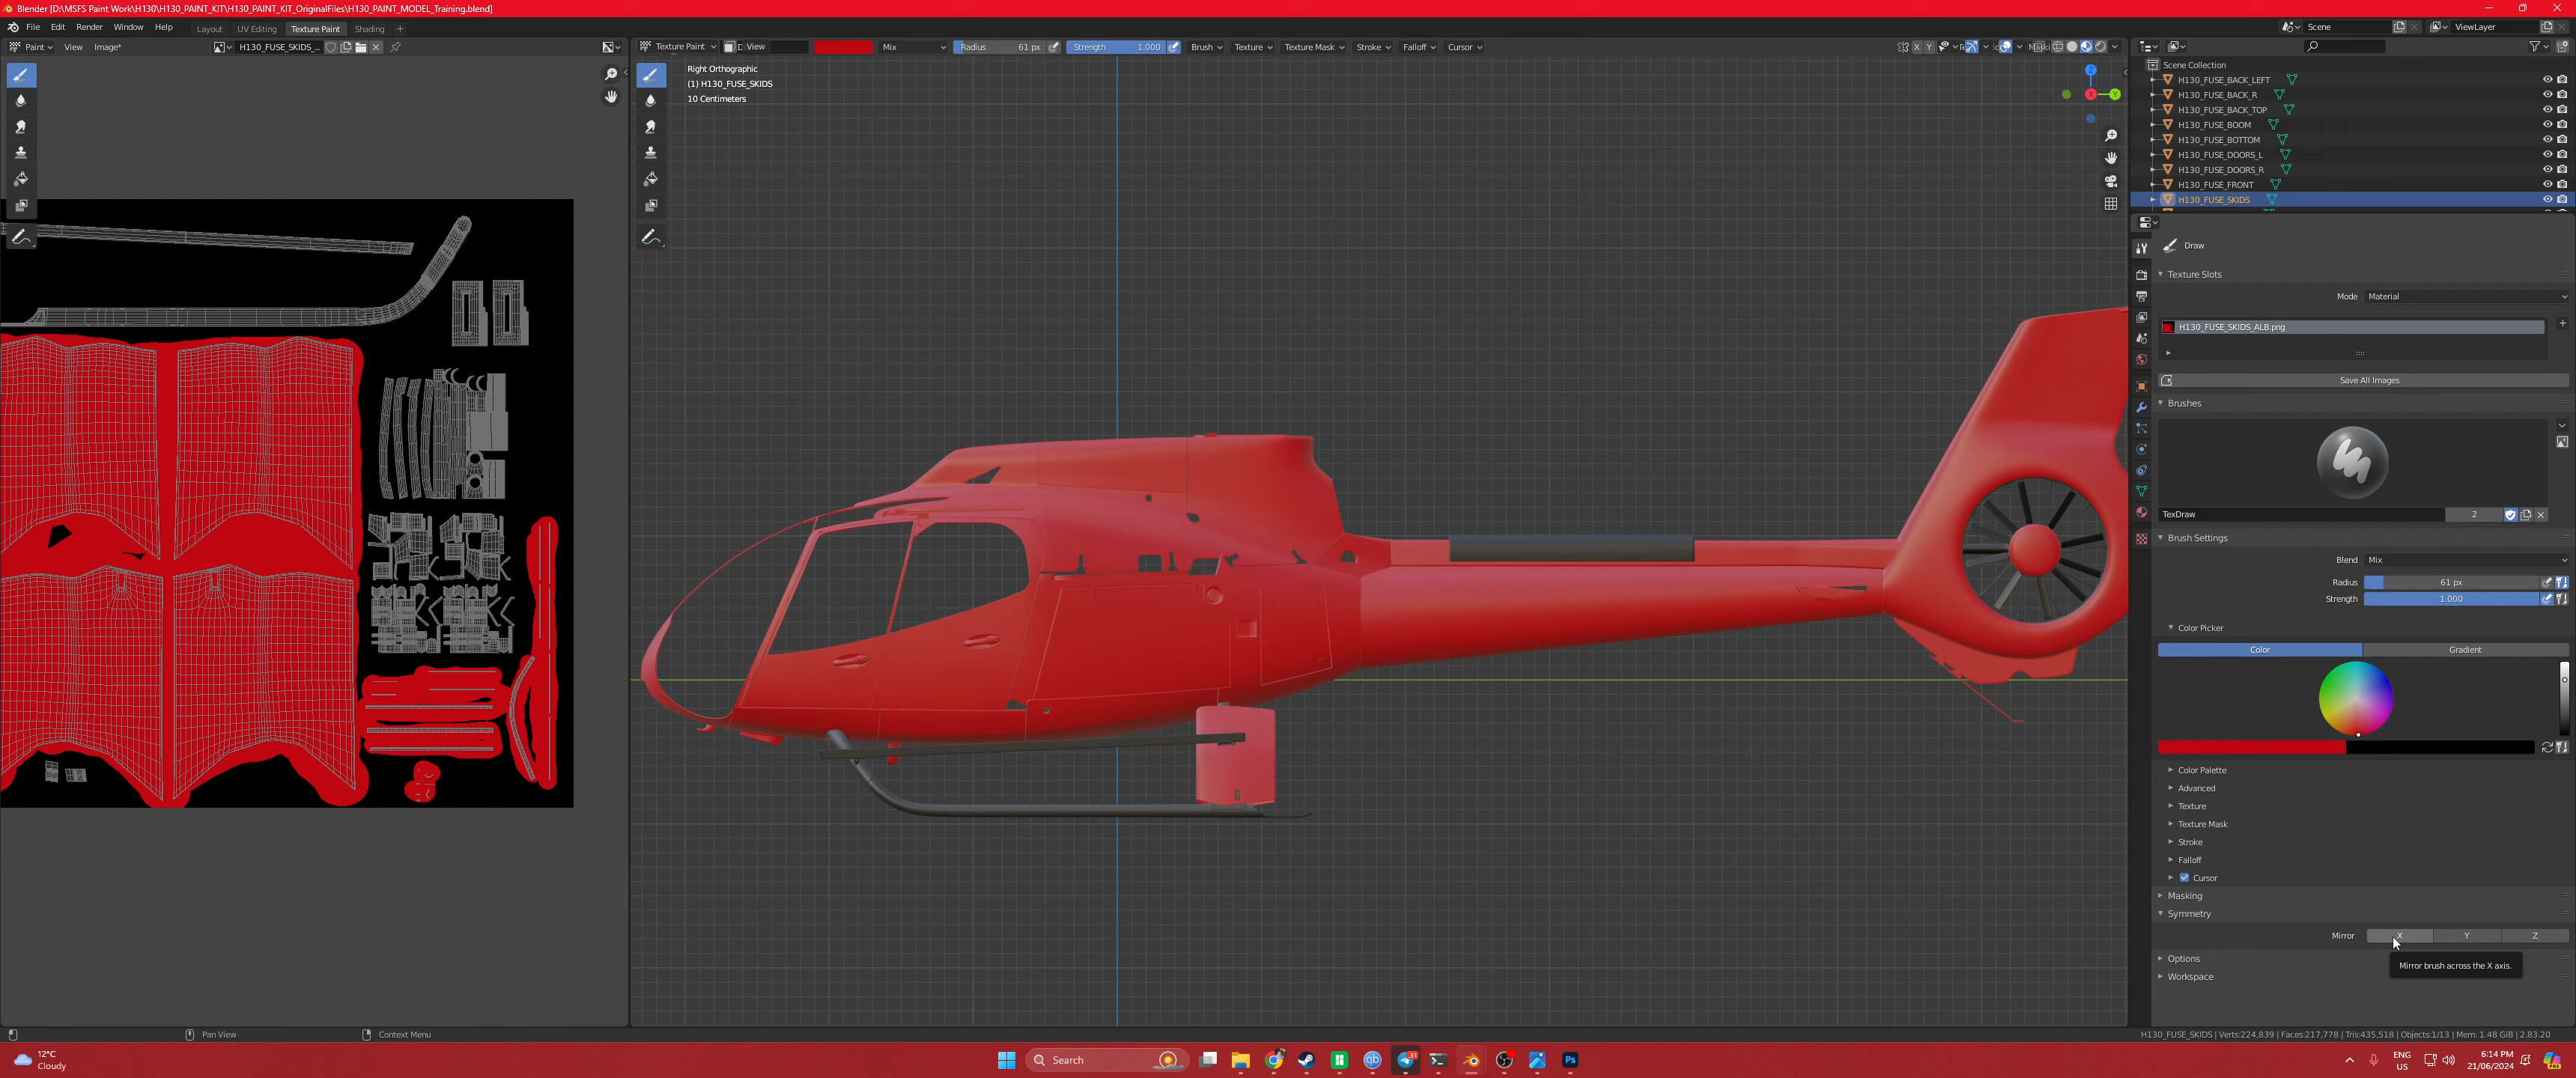 Blender [D:\MSFS Paint Work\H130\H130_PAINT_KIT\H130_PAINT_KIT_OriginalFiles\H130_PAINT_MODEL_Training.blend]
File Edit Render Window Help Layout UV Editing Texture Paint Shading + Scene ViewLayer
Paint View Image* H130_FUSE_SKIDS_... Texture Paint View Mix Radius 61 px Strength 1.000 Brush Texture Texture Mask Stroke Falloff Cursor X Y
Right Orthographic
(1) H130_FUSE_SKIDS
10 Centimeters
Z
X
Y
Scene Collection
H130_FUSE_BACK_LEFT
H130_FUSE_BACK_R
H130_FUSE_BACK_TOP
H130_FUSE_BOOM
H130_FUSE_BOTTOM
H130_FUSE_DOORS_L
H130_FUSE_DOORS_R
H130_FUSE_FRONT
H130_FUSE_SKIDS
Draw
Texture Slots
Mode Material
H130_FUSE_SKIDS_ALB.png
Save All Images
Brushes
TexDraw 2
Brush Settings
Blend Mix
Radius 61 px
Strength 1.000
Color Picker
Color Gradient
Color Palette
Advanced
Texture
Texture Mask
Stroke
Falloff
Cursor
Masking
Symmetry
Mirror X Y Z
Options
Mirror brush across the X axis.
Workspace
Pan View Context Menu
H130_FUSE_SKIDS | Verts:224,839 | Faces:217,778 | Tris:435,518 | Objects:1/13 | Mem: 1.48 GiB | 2.83.20
12°C
Cloudy
Search
qb
31
Ps
ENG
US
6:14 PM
21/06/2024